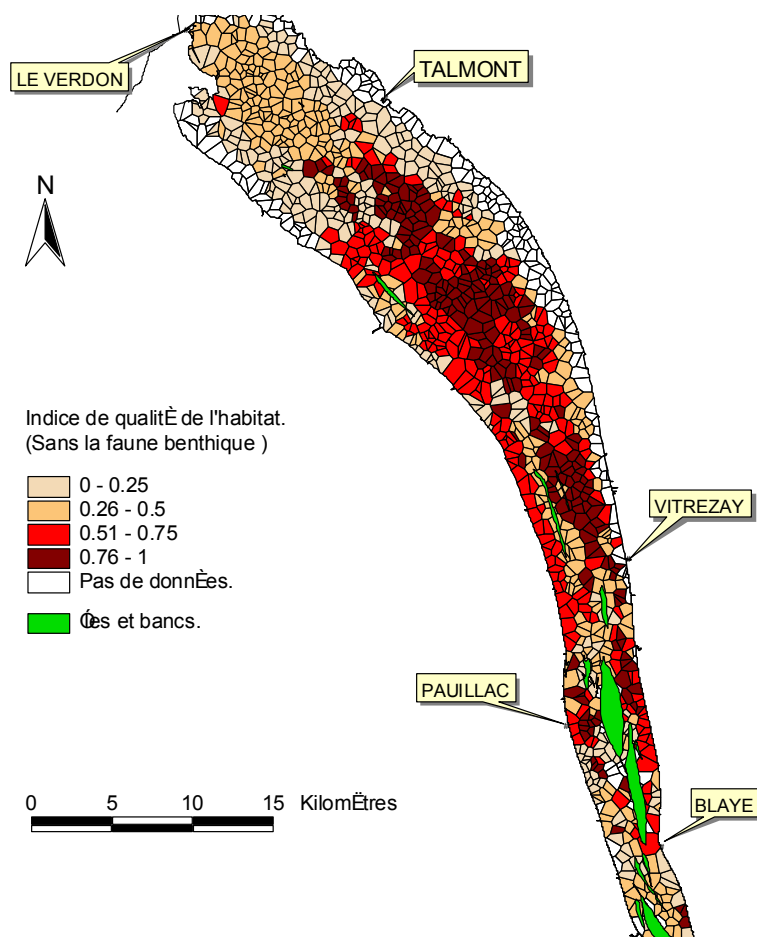 LE VERDON
TALMONT
N
Indice de qualitÈ de l'habitat.
(Sans la faune benthique )
0 - 0.25
0.26 - 0.5
0.51 - 0.75
0.76 - 1
Pas de donnÈes.
et bancs.
VITREZAY
PAUILLAC
0 5 10 15 KilomËtres
BLAYE